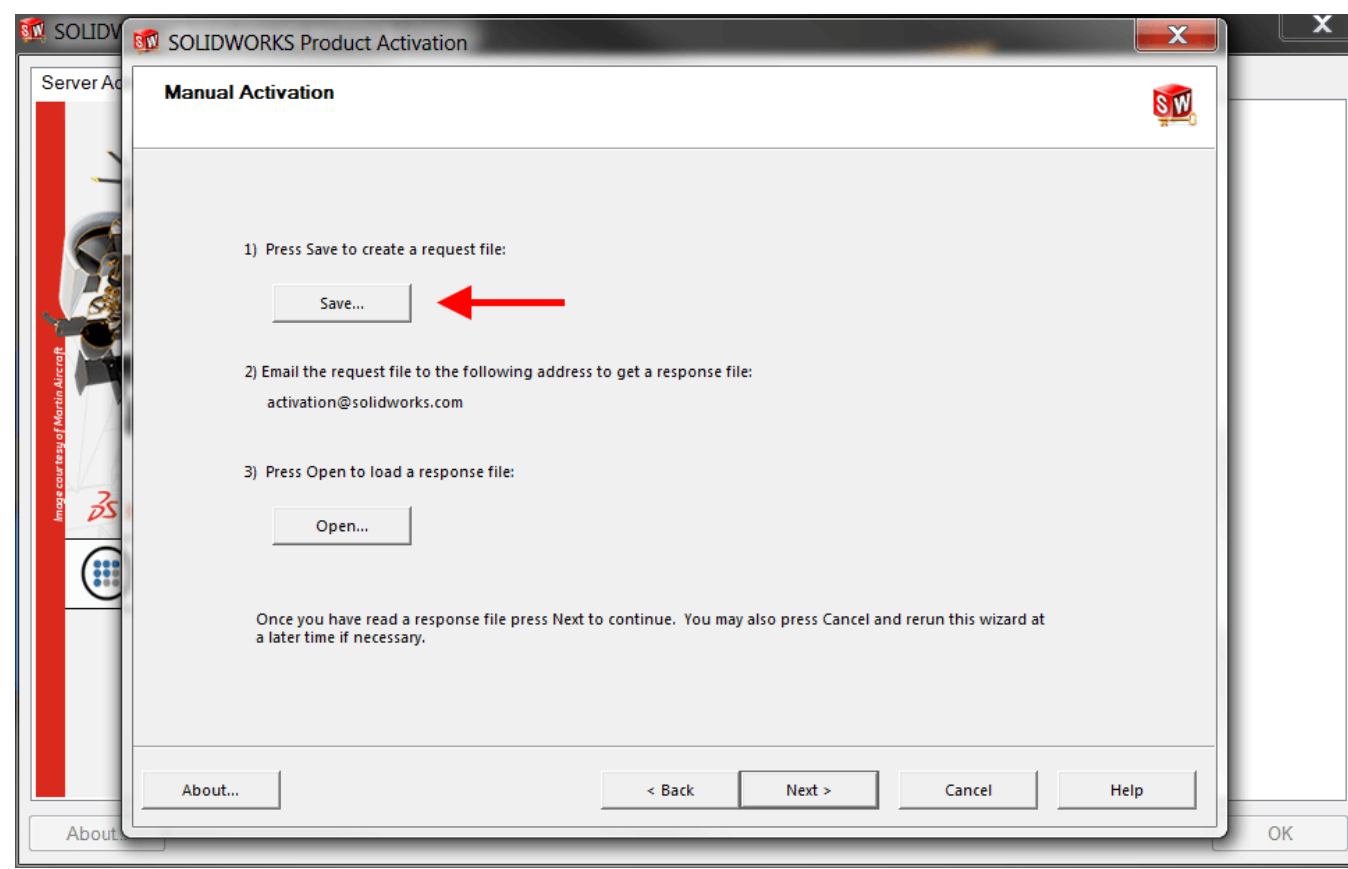 SOLIDW
SOLIDWORKS Product Activation
Server Ac
Manual Activation
SW
1) Press Save to create a request file:
Save...
2) Email the request file to the following address to get a response file:
activation@solidworks.com
3) Press Open to load a response file:
Open...
Image courtesy of Martin Aircraft
Once you have read a response file press Next to continue. You may also press Cancel and rerun this wizard at
a later time if necessary.
About...
< Back
Next >
Cancel
Help
About..
OK